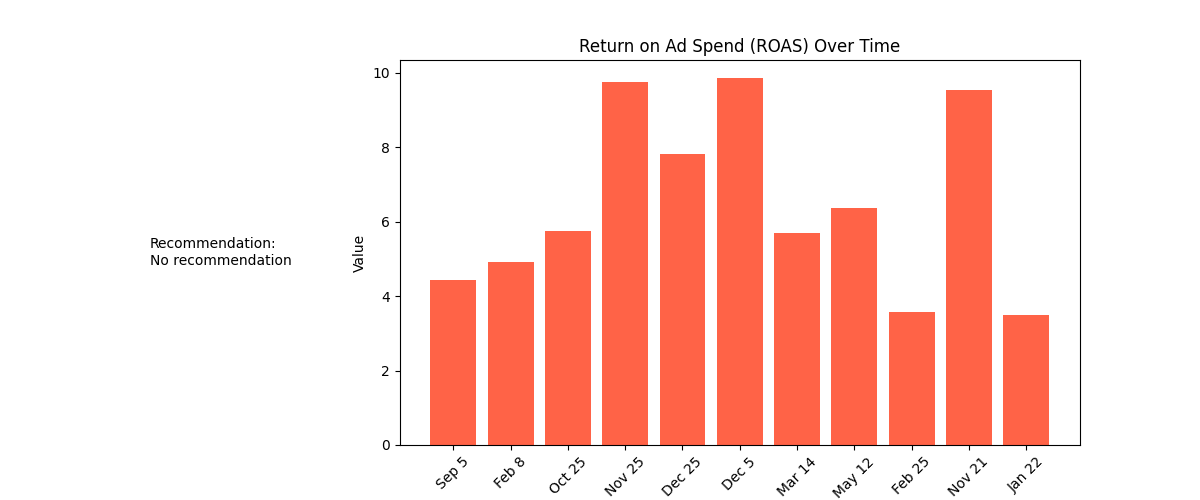 Return on Ad Spend (ROAS) Over Time
Recommendation:
No recommendation
Value
10
8
6
4
2
0
Sep 5
Feb 8
Oct 25
Nov 25
Dec 25
Dec 5
Mar 14
May 12
Feb 25
Nov 21
Jan 22